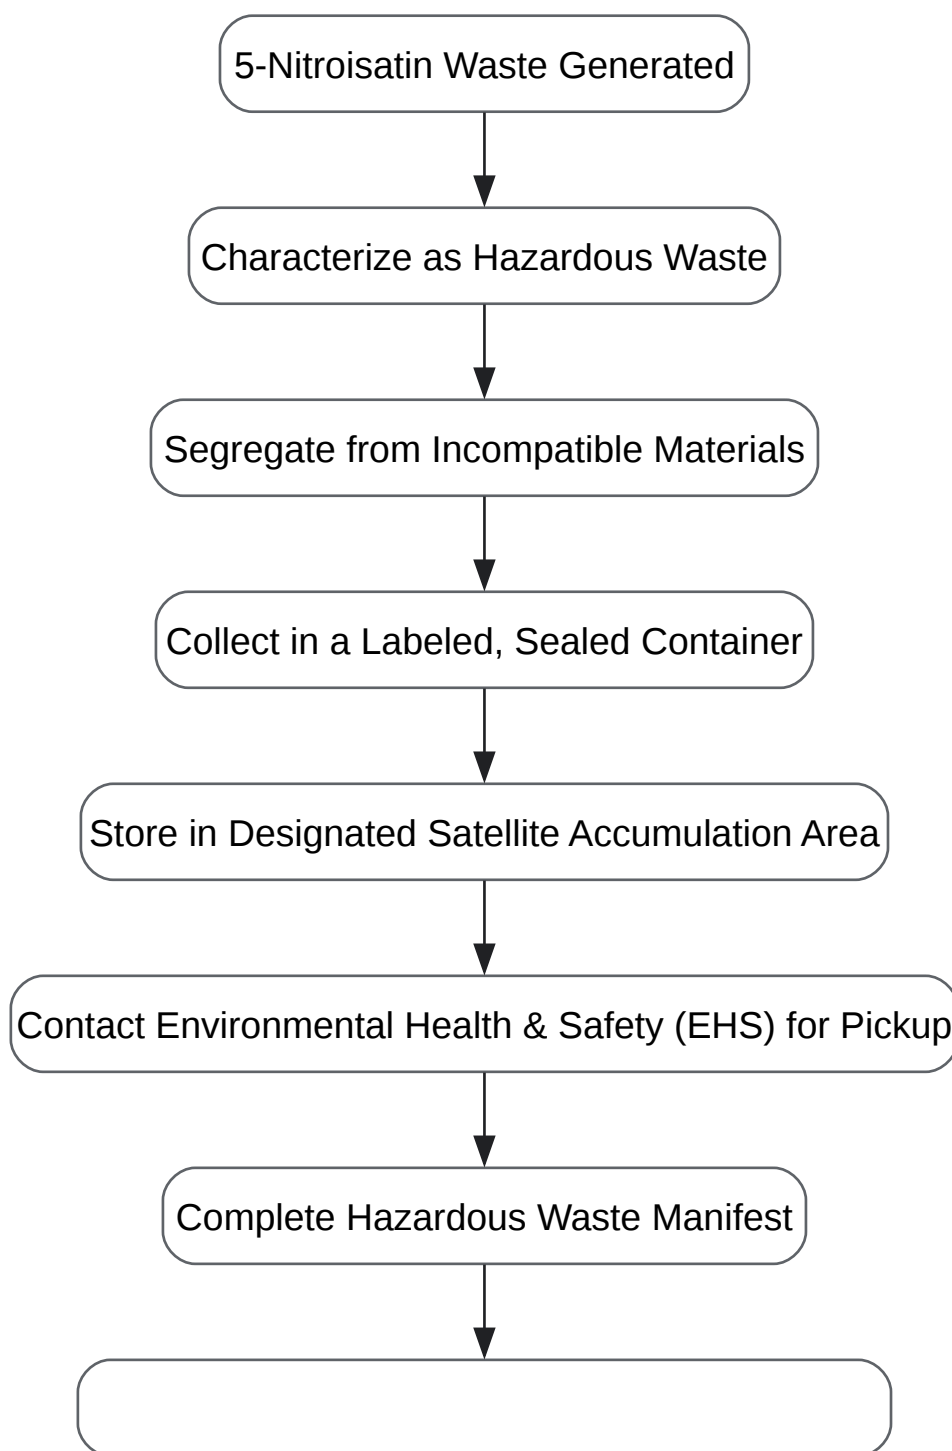 5-Nitroisatin Waste Generated
Characterize as Hazardous Waste
Segregate from Incompatible Materials
Collect in a Labeled, Sealed Container
Store in Designated Satellite Accumulation Area
Contact Environmental Health & Safety (EHS) for Pickup
Complete Hazardous Waste Manifest